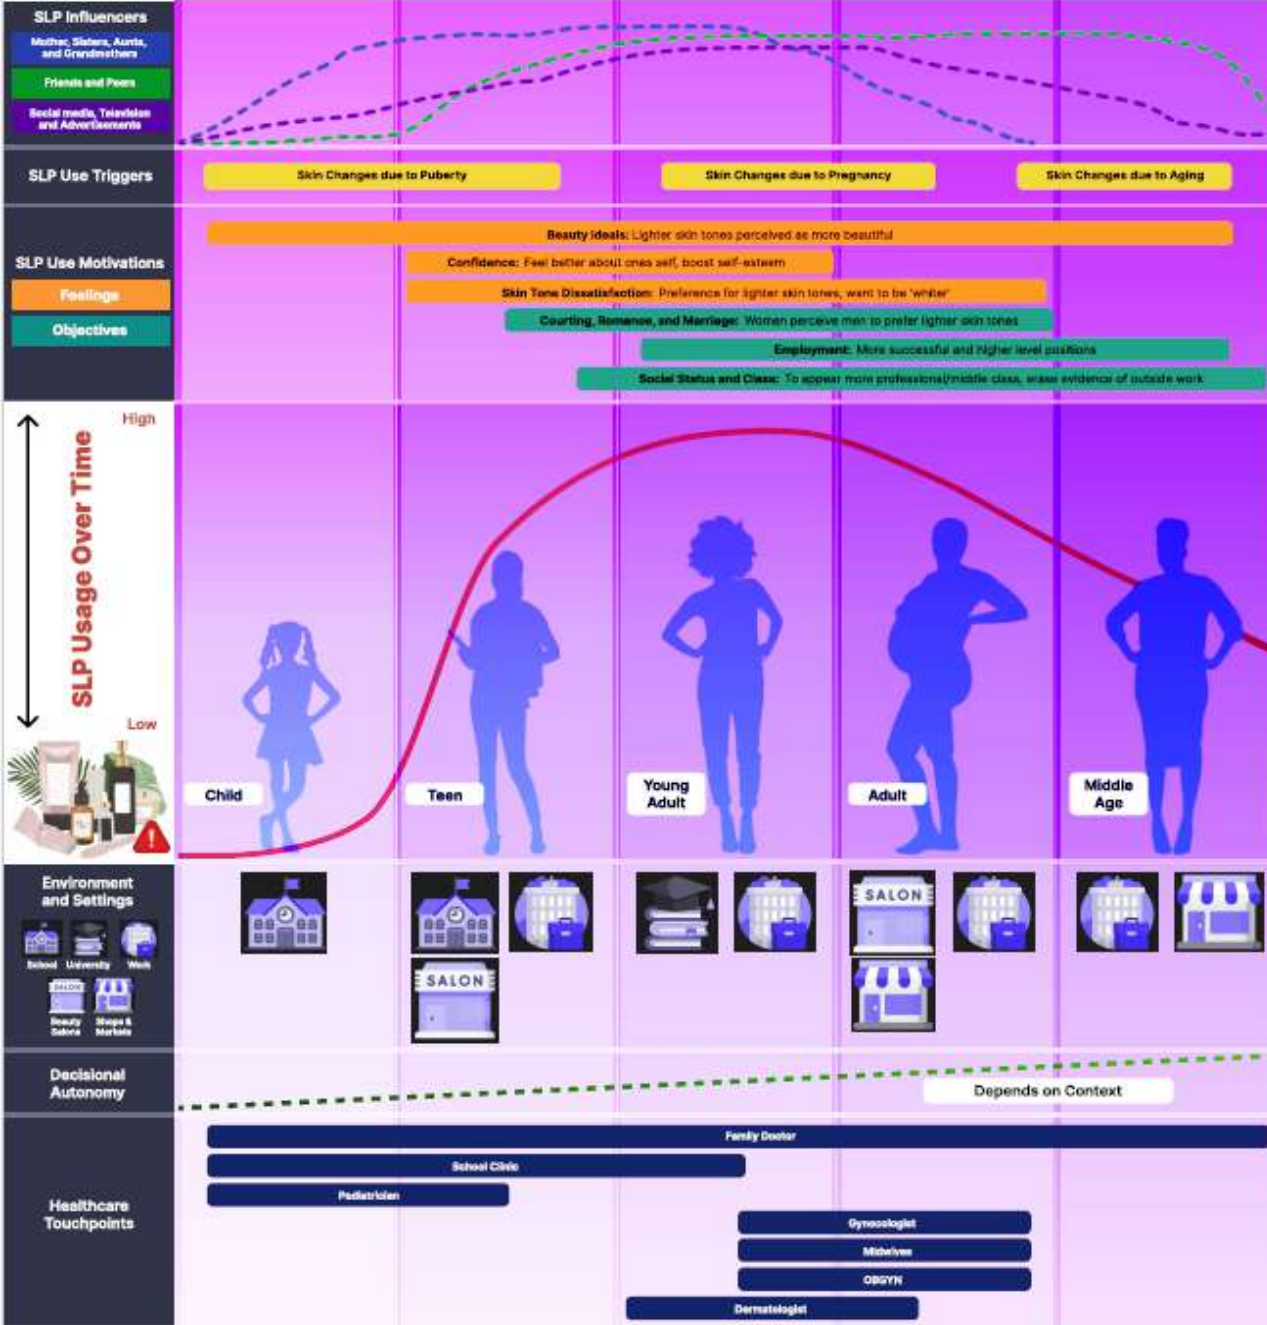 SLP Influencers
Mother, Sisters, Aunts,
and Grandmothers
Friends and Peers
Social media, Television
and Advertisements
SLP Use Triggers
Skin Changes due to Puberty
Skin Changes due to Pregnancy
Skin Changes due to Aging
SLP Use Motivations
Feelings
Objectives
Beauty Ideals: Lighter skin tones perceived as more beautiful
Confidence: Feel better about ones self, boost self-esteem
Skin Tone Dissatisfaction: Preference for lighter skin tones, want to be 'whiter'
Courting, Romance, and Marriage: Women perceive men to prefer lighter skin tones
Employment: More successful and higher level positions
Social Status and Class: To appear more professional/middle class, erase evidence of outside work
High
SLP Usage Over Time
Low
Child
Teen
Young
Adult
Adult
Middle
Age
Environment
and Settings
School University Work
SALON
Beauty
Salons
Shops &
Markets
SALON
SALON
Decisional
Autonomy
Depends on Context
Healthcare
Touchpoints
Family Doctor
School Clinic
Pediatrician
Gynecologist
Midwives
OBGYN
Dermatologist